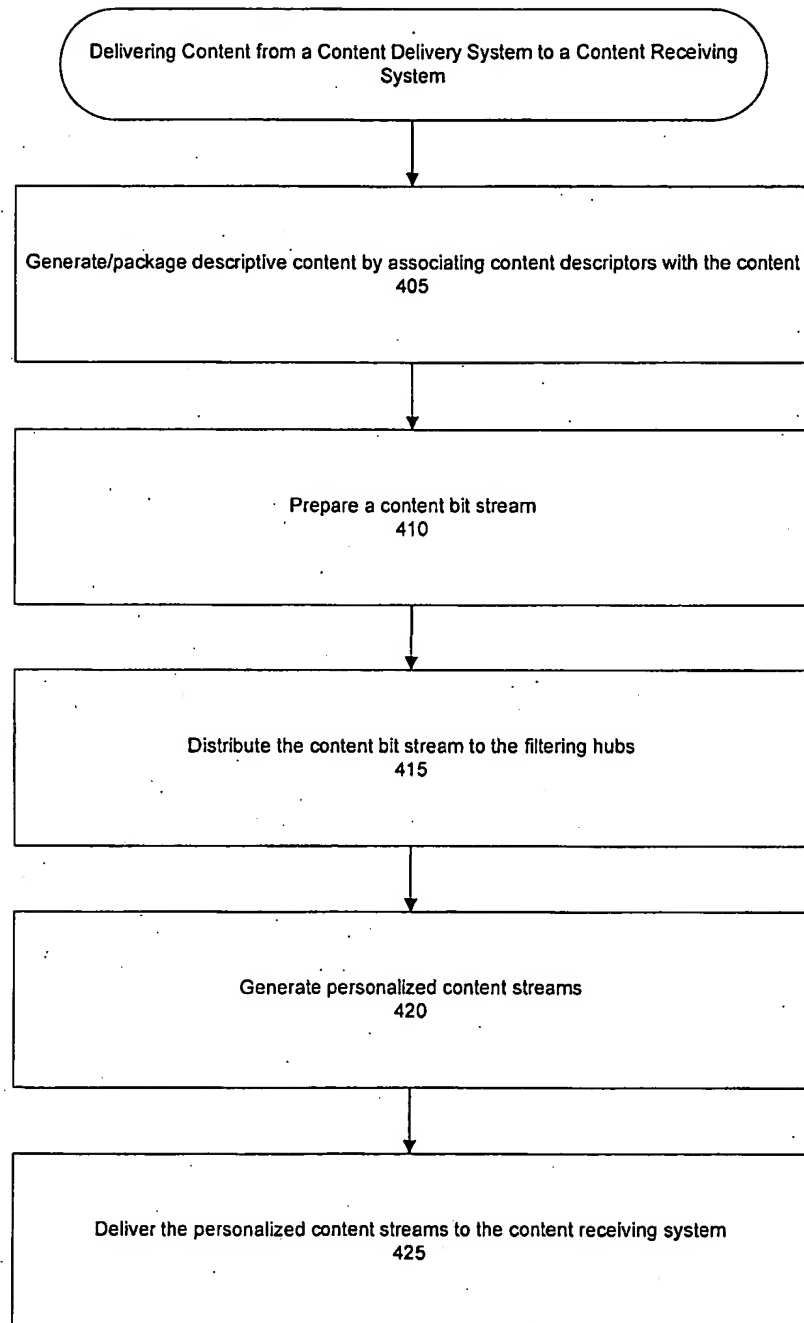 Delivering Content from a Content Delivery System to a Content Receiving
System
Generate/package descriptive content by associating content descriptors with the content
405
Prepare a content bit stream
410
Distribute the content bit stream to the filtering hubs
415
Generate personalized content streams
420
Deliver the personalized content streams to the content receiving system
425